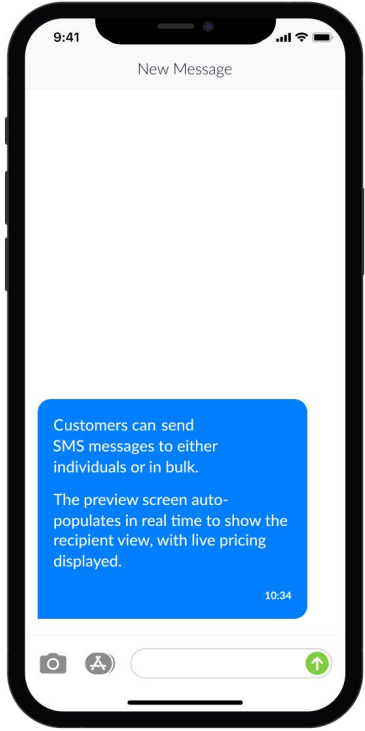 9:41
New Message
Customers can send
SMS messages to either
individuals or in bulk.
The preview screen auto-
populates in real time to show the
recipient view, with live pricing
displayed.
10:34